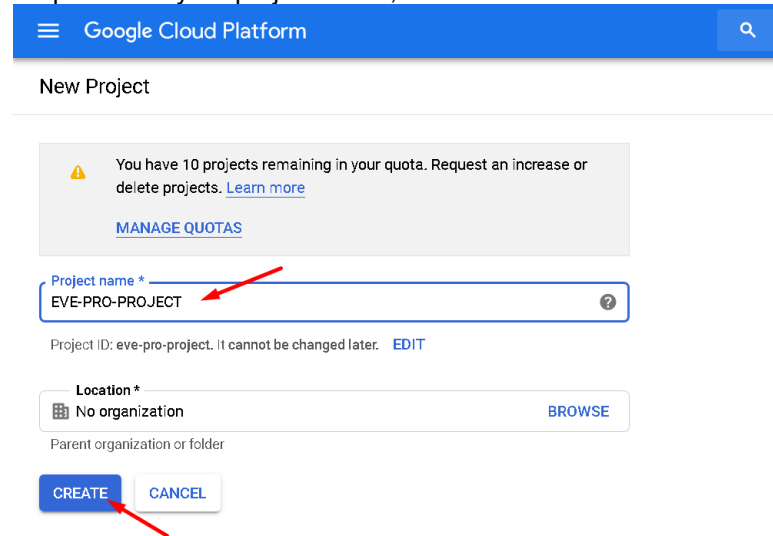 Google Cloud Platform
New Project
You have 10 projects remaining in your quota. Request an increase or
delete projects. Learn more
MANAGE QUOTAS
Project name *
EVE-PRO-PROJECT
Project ID: eve-pro-project. It cannot be changed later. EDIT
Location *
No organization BROWSE
Parent organization or folder
CREATE CANCEL